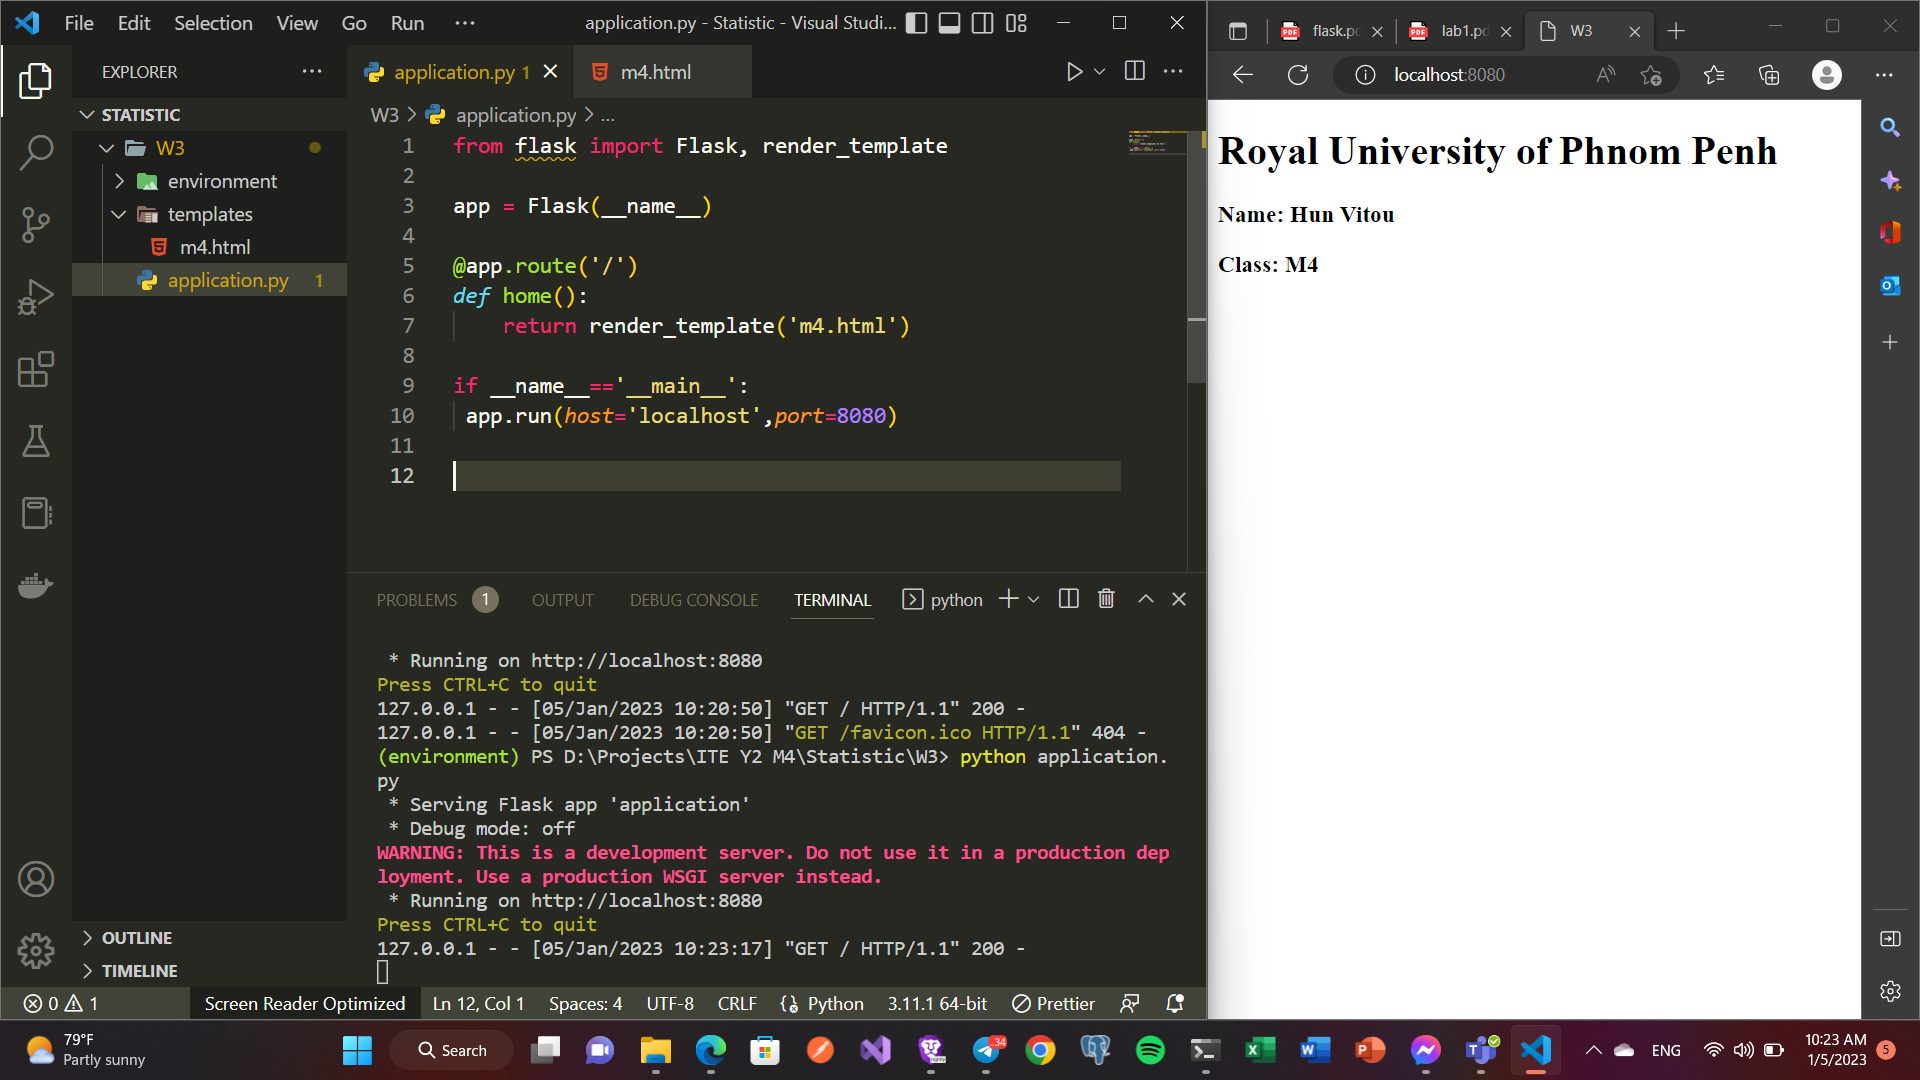 File Edit Selection View Go Run ··· application.py - Statistic - Visual Studi...
EXPLORER ···
STATISTIC
W3
environment
templates
m4.html
application.py 1
OUTLINE
TIMELINE
application.py 1 m4.html
W3 > application.py > ...
1 from flask import Flask, render_template
2
3 app = Flask(__name__)
4
5 @app.route('/')
6 def home():
7 return render_template('m4.html')
8
9 if __name__=='__main__':
10 app.run(host='localhost',port=8080)
11
12
PROBLEMS 1 OUTPUT DEBUG CONSOLE TERMINAL python
* Running on http://localhost:8080
Press CTRL+C to quit
127.0.0.1 - - [05/Jan/2023 10:20:50] "GET / HTTP/1.1" 200 -
127.0.0.1 - - [05/Jan/2023 10:20:50] "GET /favicon.ico HTTP/1.1" 404 -
(environment) PS D:\Projects\ITE Y2 M4\Statistic\W3> python application.
py
* Serving Flask app 'application'
* Debug mode: off
WARNING: This is a development server. Do not use it in a production dep
loyment. Use a production WSGI server instead.
* Running on http://localhost:8080
Press CTRL+C to quit
127.0.0.1 - - [05/Jan/2023 10:23:17] "GET / HTTP/1.1" 200 -
0 1 Screen Reader Optimized Ln 12, Col 1 Spaces: 4 UTF-8 CRLF Python 3.11.1 64-bit Prettier
flask.pd lab1.pd W3
localhost:8080
Royal University of Phnom Penh
Name: Hun Vitou
Class: M4
79°F
Partly sunny
Search
34
ENG
10:23 AM
1/5/2023
5